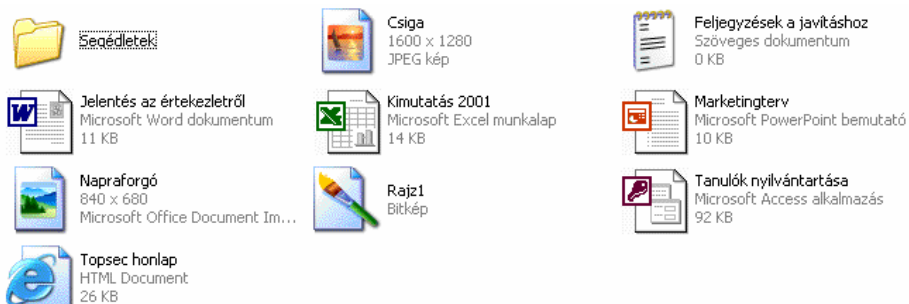 Segédletek
Csiga
1600 x 1280
JPEG kép
Feljegyzések a javításhoz
Szöveges dokumentum
0 KB
Jelentés az értekezletről
Microsoft Word dokumentum
11 KB
Kimutatás 2001
Microsoft Excel munkalap
14 KB
Marketingterv
Microsoft PowerPoint bemutató
10 KB
Napraforgó
840 x 680
Microsoft Office Document Im...
Rajz1
Bitkép
Tanulók nyilvántartása
Microsoft Access alkalmazás
92 KB
Topsec honlap
HTML Document
26 KB